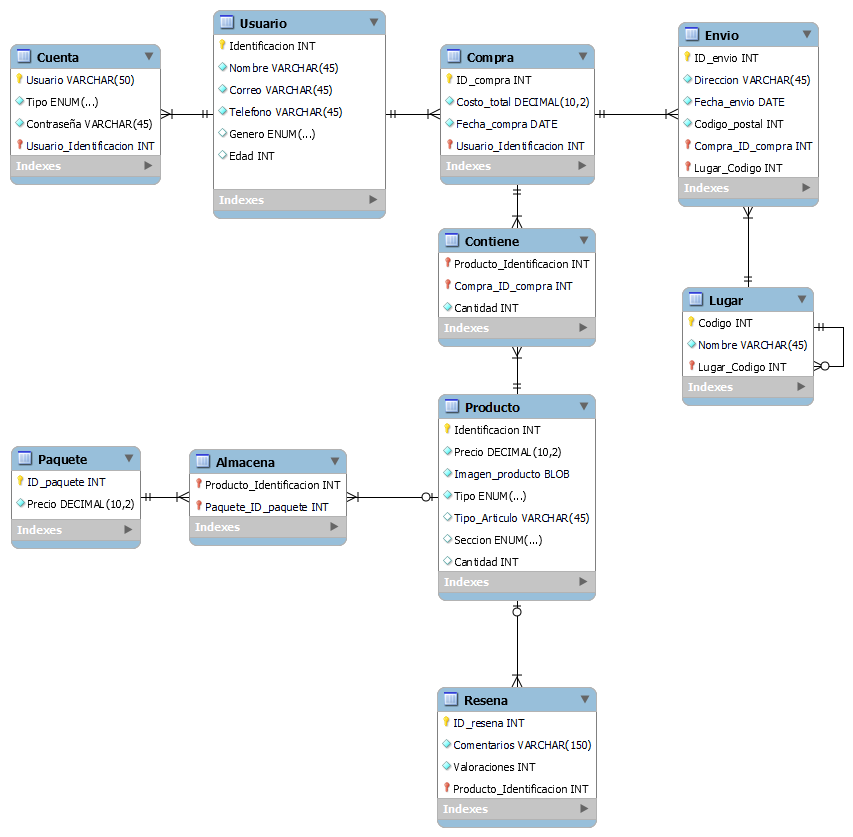 Cuenta
Usuario VARCHAR(50)
Tipo ENUM(...)
Contraseña VARCHAR(45)
Usuario_Identificacion INT
Indexes
Usuario
Identificacion INT
Nombre VARCHAR(45)
Correo VARCHAR(45)
Telefono VARCHAR(45)
Genero ENUM(...)
Edad INT
Indexes
Compra
ID_compra INT
Costo_total DECIMAL(10,2)
Fecha_compra DATE
Usuario_Identificacion INT
Indexes
Envio
ID_envio INT
Direccion VARCHAR(45)
Fecha_envio DATE
Codigo_postal INT
Compra_ID_compra INT
Lugar_Codigo INT
Indexes
Contiene
Producto_Identificacion INT
Compra_ID_compra INT
Cantidad INT
Indexes
Lugar
Codigo INT
Nombre VARCHAR(45)
Lugar_Codigo INT
Indexes
Paquete
ID_paquete INT
Precio DECIMAL(10,2)
Indexes
Almacena
Producto_Identificacion INT
Paquete_ID_paquete INT
Indexes
Producto
Identificacion INT
Precio DECIMAL(10,2)
Imagen_producto BLOB
Tipo ENUM(...)
Tipo_Articulo VARCHAR(45)
Seccion ENUM(...)
Cantidad INT
Indexes
Resena
ID_resena INT
Comentarios VARCHAR(150)
Valoraciones INT
Producto_Identificacion INT
Indexes